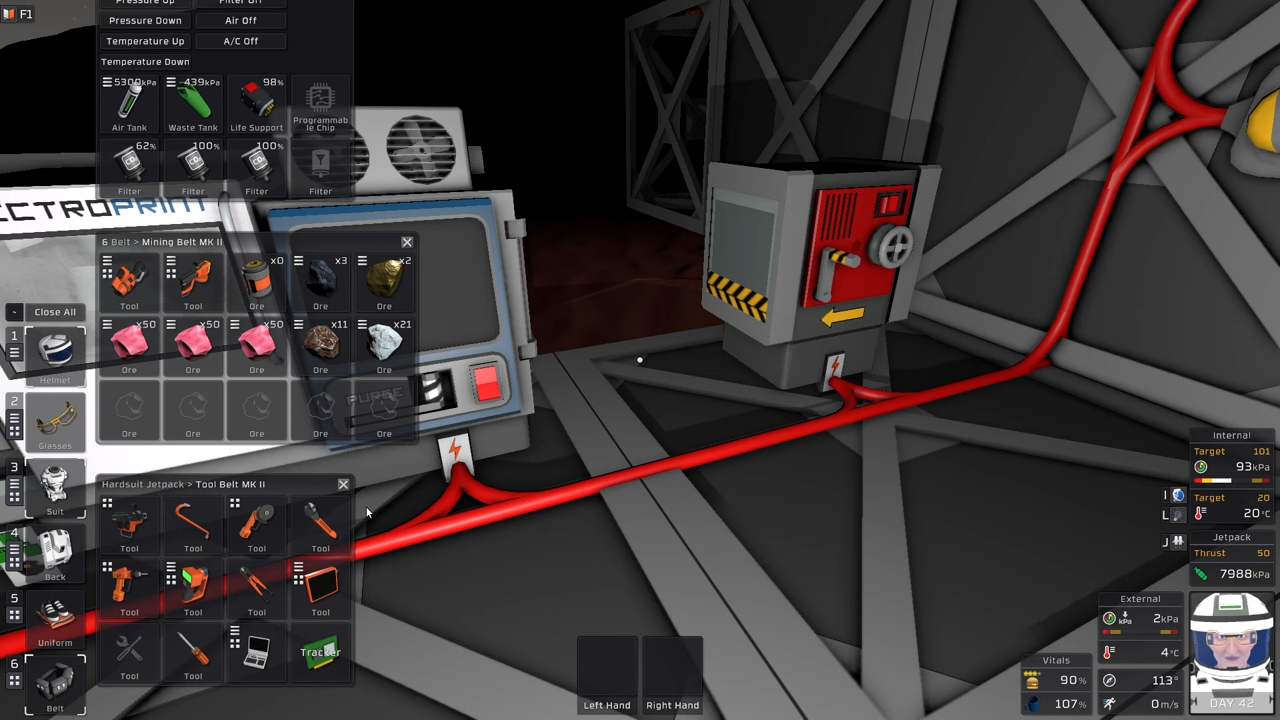 F1
Pressure Up Filter Off
Pressure Down Air Off
Temperature Up A/C Off
Temperature Down
5300kPa 439kPa 98%
Air Tank Waste Tank Life Support Programmable Chip
62% 100% 100%
Filter Filter Filter Filter
ECTROPRINT
6 Belt > Mining Belt MK II
x0 x3 x2
Tool Tool Ore Ore Ore
x50 x50 x50 x11 x21
Ore Ore Ore Ore Ore
PURGE
Ore Ore Ore Ore Ore
~ Close All
1 Helmet
2 Glasses
3 Suit
4 Back
5 Uniform
6 Belt
Hardsuit Jetpack > Tool Belt MK II
Tool Tool Tool Tool
Tool Tool Tool Tool
Tracker
Tool Tool
Left Hand Right Hand
Internal
Target 101
93kPa
Target 20
20°C
I
L
J
Jetpack
Thrust 50
7988kPa
External
kPa 2kPa
4°C
Vitals
90%
107%
113°
0m/s
DAY 42